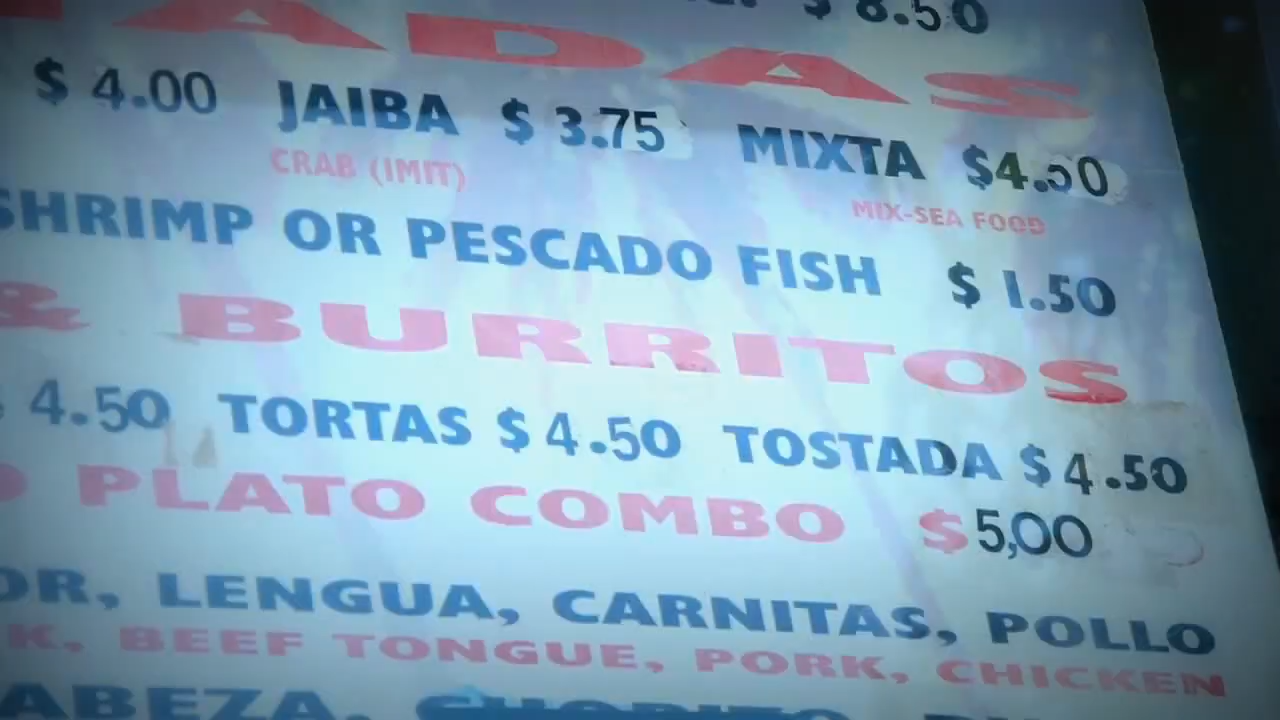 $ 8.50
ADAS
$ 4.00 JAIBA $ 3.75 MIXTA $4.50
CRAB (IMIT) MIX-SEA FOOD
SHRIMP OR PESCADO FISH $ 1.50
& BURRITOS
4.50 TORTAS $ 4.50 TOSTADA $ 4.50
PLATO COMBO $5,00
OR, LENGUA, CARNITAS, POLLO
K, BEEF TONGUE, PORK, CHICKEN
ABEZA,